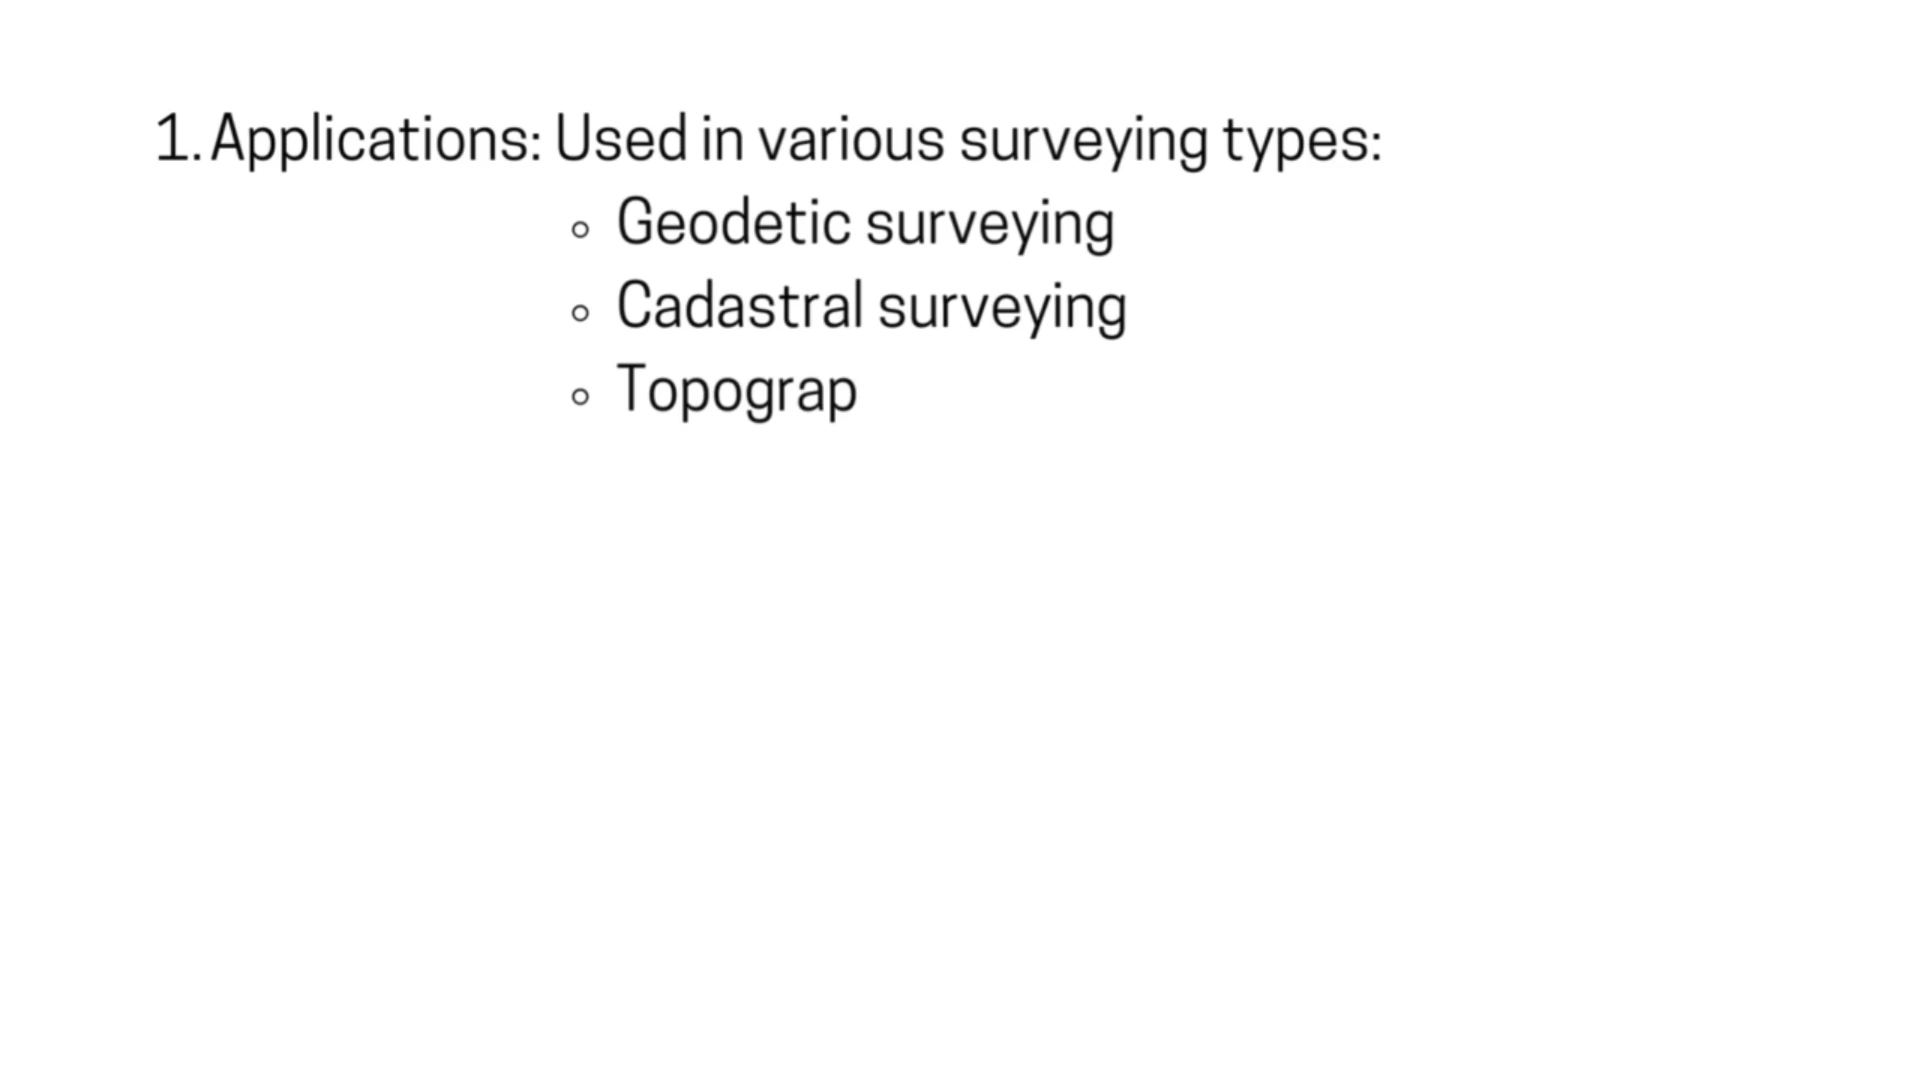 1. Applications: Used in various surveying types:
◦ Geodetic surveying
◦ Cadastral surveying
◦ Topograp